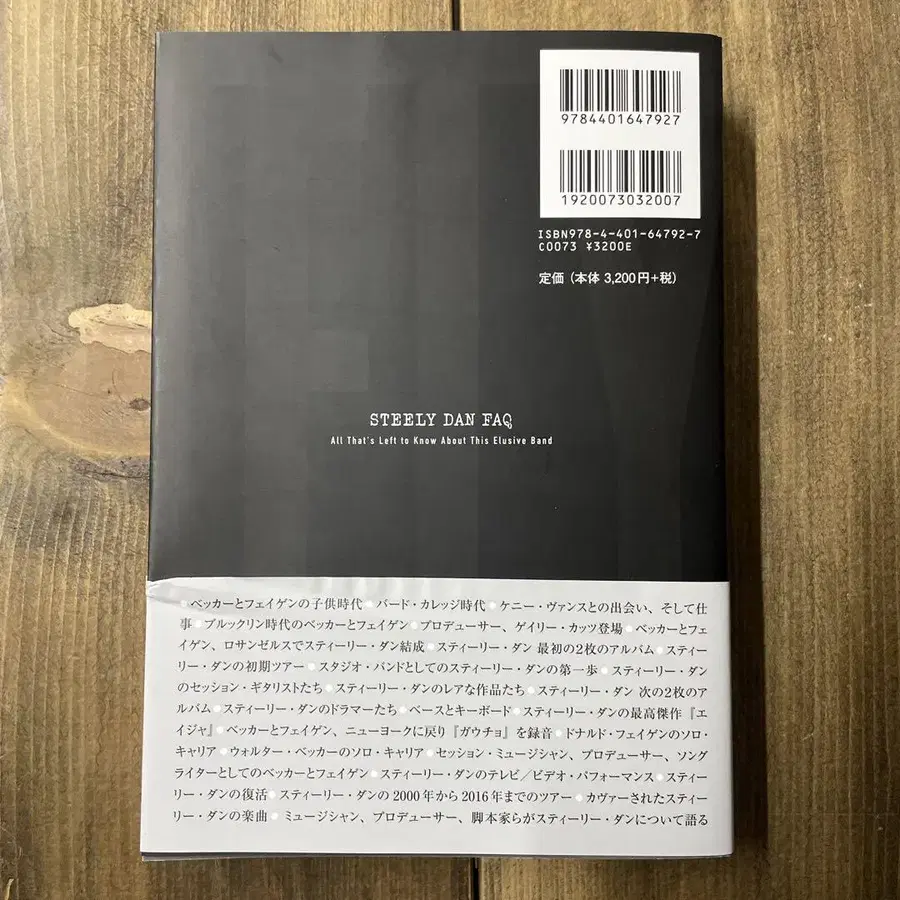 9784401647927
1920073032007
ISBN978-4-401-64792-7
C0073 ¥3200E
定価（本体 3,200円+税）
STEELY DAN FAQ
All That's Left to Know About This Elusive Band
●ベッカーとフェイゲンの子供時代●バード・カレッジ時代●ケニー・ヴァンスとの出会い、そして仕
事●ブルックリン時代のベッカーとフェイゲン●プロデューサー、ゲイリー・カッツ登場●ベッカーとフェ
イゲン、ロサンゼルスでスティーリー・ダン結成●スティーリー・ダン 最初の2枚のアルバム●スティー
リー・ダンの初期ツアー●スタジオ・バンドとしてのスティーリー・ダンの第一歩●スティーリー・ダン
のセッション・ギタリストたち●スティーリー・ダンのレアな作品たち●スティーリー・ダン 次の2枚のア
ルバム●スティーリー・ダンのドラマーたち●ベースとキーボード●スティーリー・ダンの最高傑作『エ
イジャ』●ベッカーとフェイゲン、ニューヨークに戻り『ガウチョ』を録音●ドナルド・フェイゲンのソロ・
キャリア●ウォルター・ベッカーのソロ・キャリア●セッション・ミュージシャン、プロデューサー、ソング
ライターとしてのベッカーとフェイゲン●スティーリー・ダンのテレビ／ビデオ・パフォーマンス●スティー
リー・ダンの復活●スティーリー・ダンの 2000年から2016年までのツアー●カヴァーされたスティー
リー・ダンの楽曲●ミュージシャン、プロデューサー、脚本家らがスティーリー・ダンについて語る